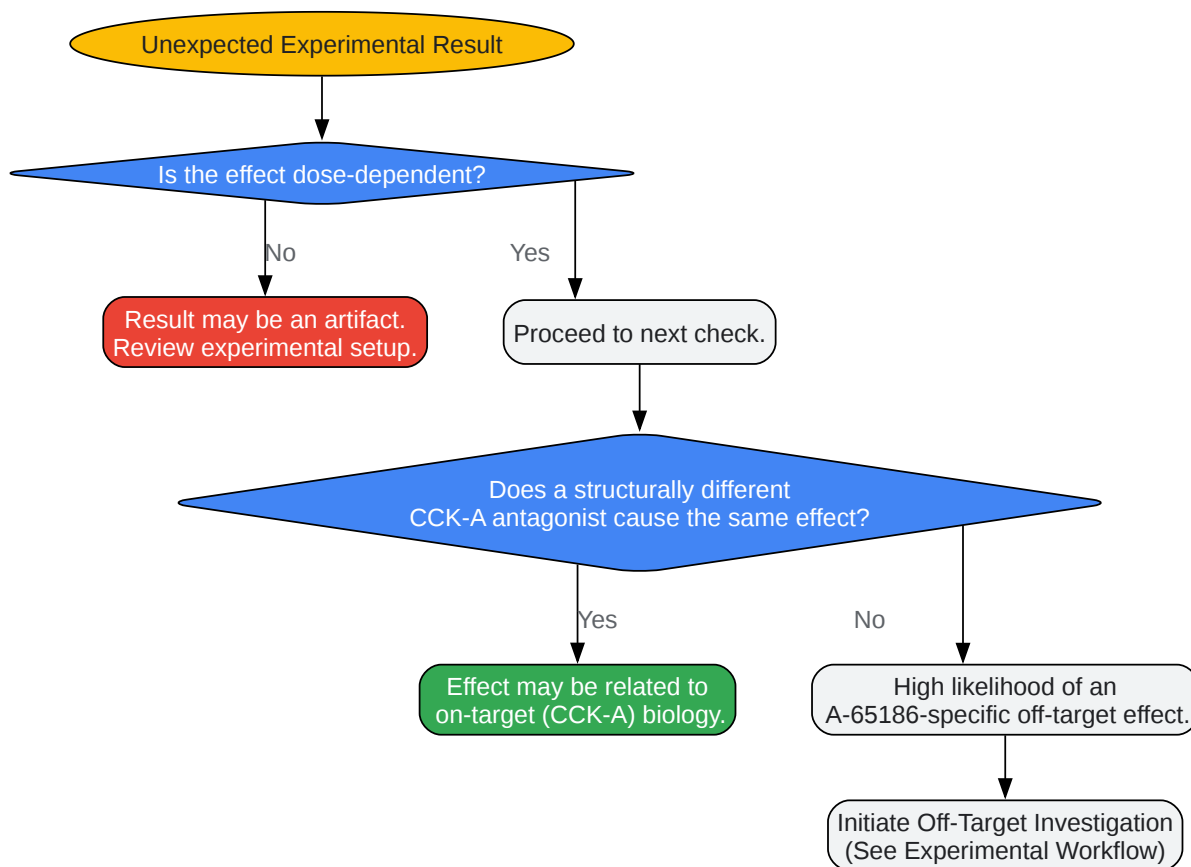 Unexpected Experimental Result
Is the effect dose-dependent?
No
Yes
Result may be an artifact.
Review experimental setup.
Proceed to next check.
Does a structurally different
CCK-A antagonist cause the same effect?
Yes
No
Effect may be related to
on-target (CCK-A) biology.
High likelihood of an
A-65186-specific off-target effect.
Initiate Off-Target Investigation
(See Experimental Workflow)